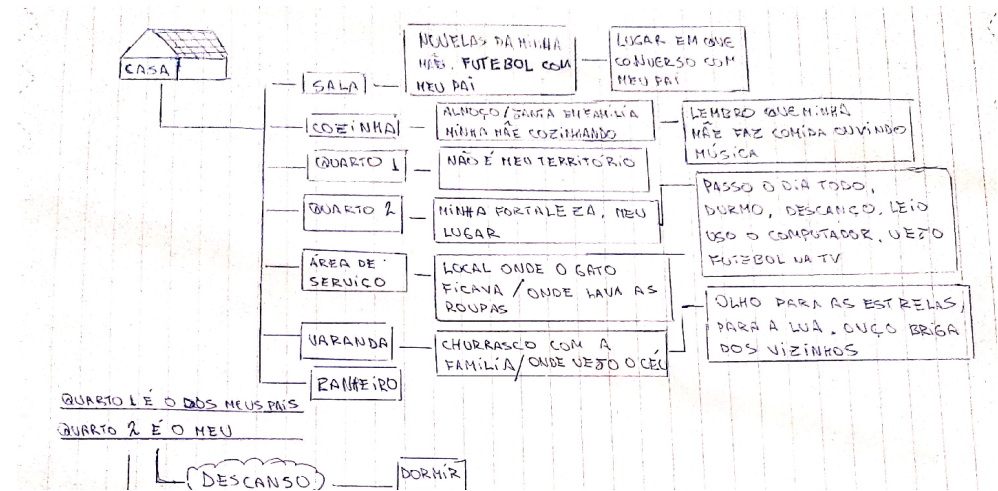 CASA
SALA
NOVELAS DA MINHA
MÃE. FUTEBOL COM
MEU PAI
LUGAR EM QUE
CONVERSO COM
MEU PAI
COZINHA
ALMOÇO/JANTA EM FAMÍLIA
MINHA MÃE COZINHANDO
LEMBRO QUE MINHA
MÃE FAZ COMIDA OUVINDO
MÚSICA
QUARTO 1
NÃO É MEU TERRITÓRIO
QUARTO 2
MINHA FORTALEZA, MEU
LUGAR
PASSO O DIA TODO,
DURMO, DESCANÇO, LEIO
USO O COMPUTADOR, VEJO
FUTEBOL NA TV
ÁREA DE
SERVIÇO
LOCAL ONDE O GATO
FICAVA / ONDE LAVA AS
ROUPAS
VARANDA
CHURRASCO COM A
FAMÍLIA/ONDE VEJO O CÉU
OLHO PARA AS ESTRELAS,
PARA A LUA. OUÇO BRIGA
DOS VIZINHOS
BANHEIRO
QUARTO 1 É O DOS MEUS PAIS
QUARTO 2 É O MEU
DESCANSO
DORMIR